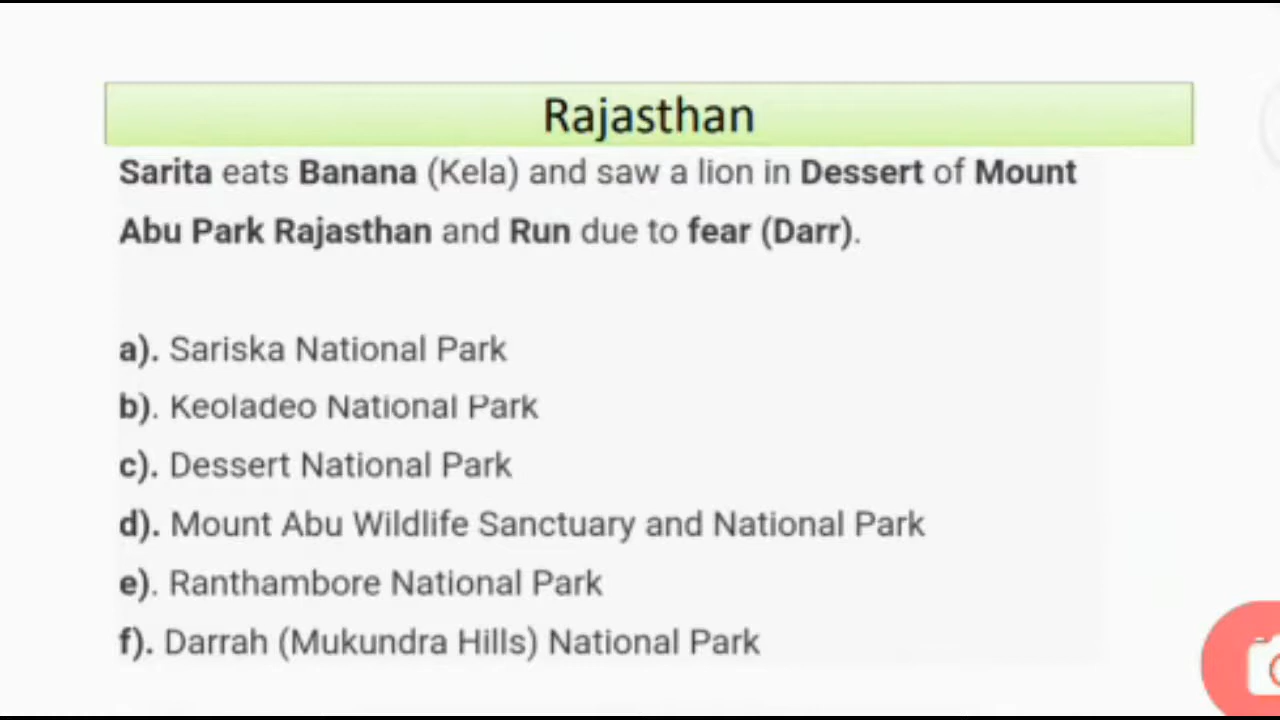 Rajasthan
Sarita eats Banana (Kela) and saw a lion in Dessert of Mount
Abu Park Rajasthan and Run due to fear (Darr).
a). Sariska National Park
b). Keoladeo National Park
c). Dessert National Park
d). Mount Abu Wildlife Sanctuary and National Park
e). Ranthambore National Park
f). Darrah (Mukundra Hills) National Park